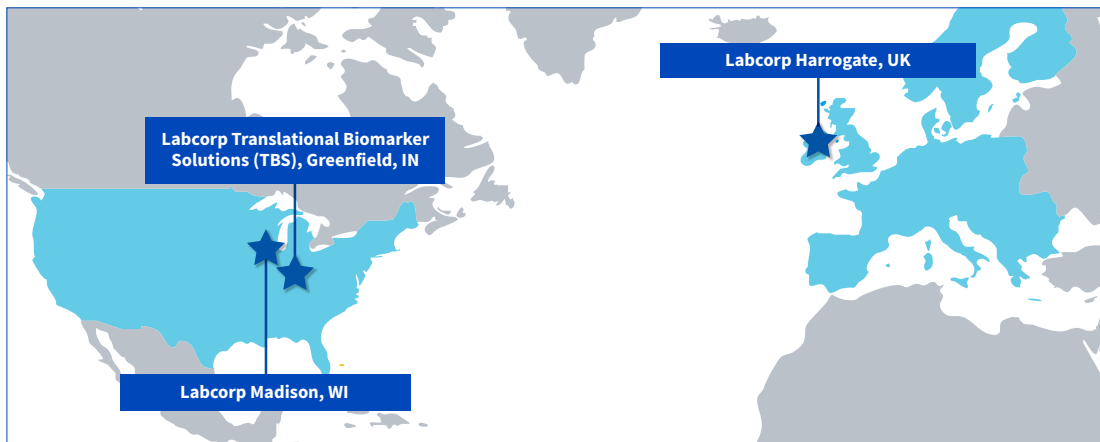 Labcorp Harrogate, UK
Labcorp Translational Biomarker
Solutions (TBS), Greenfield, IN
Labcorp Madison, WI